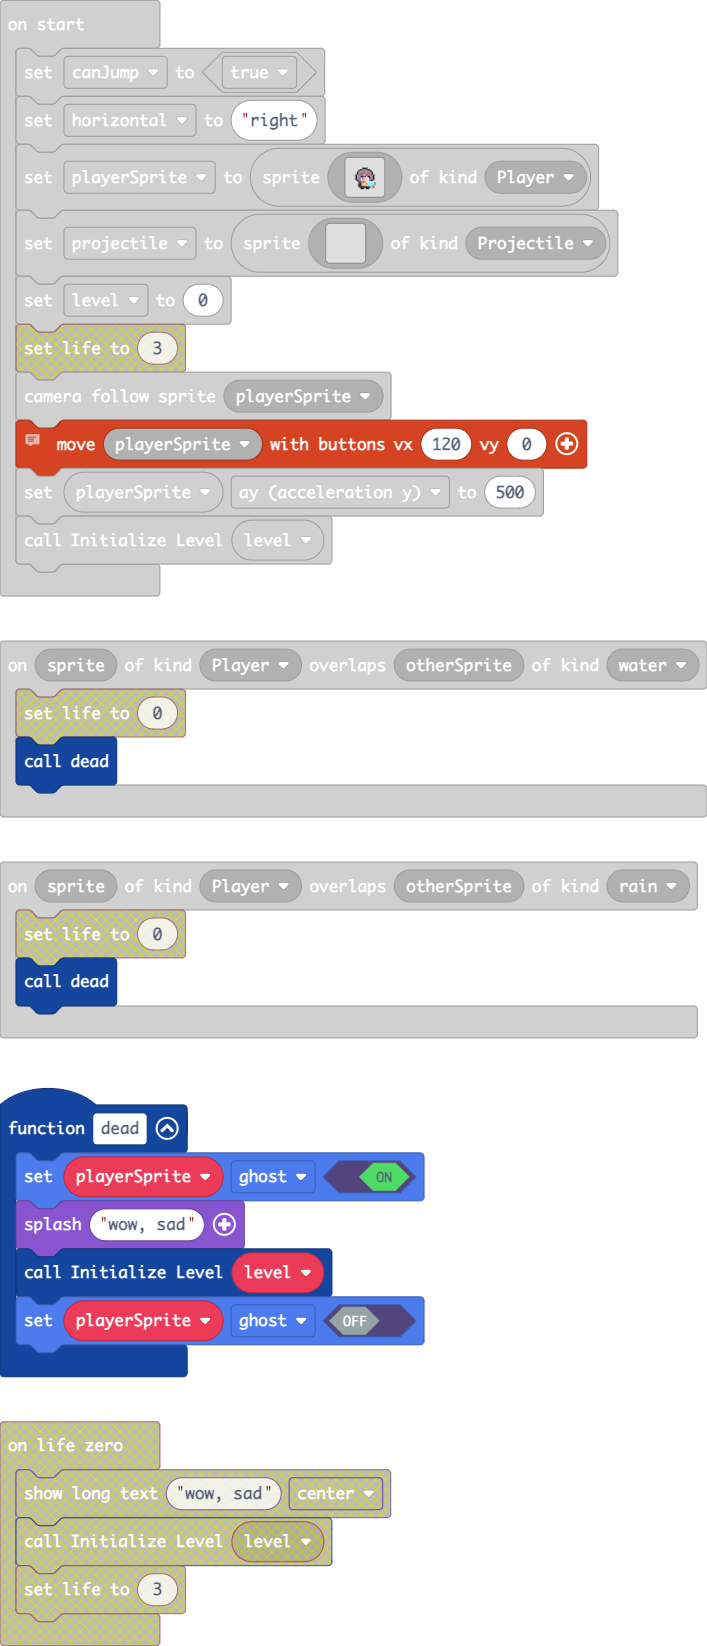 on start
set canJump to true
set horizontal to "right"
set playerSprite to sprite of kind Player
set projectile to sprite of kind Projectile
set level to 0
set life to 3
camera follow sprite playerSprite
move playerSprite with buttons vx 120 vy 0
set playerSprite ay (acceleration y) to 500
call Initialize Level level
on sprite of kind Player overlaps otherSprite of kind water
set life to 0
call dead
on sprite of kind Player overlaps otherSprite of kind rain
set life to 0
call dead
function dead
set playerSprite ghost ON
splash "wow, sad"
call Initialize Level level
set playerSprite ghost OFF
on life zero
show long text "wow, sad" center
call Initialize Level level
set life to 3